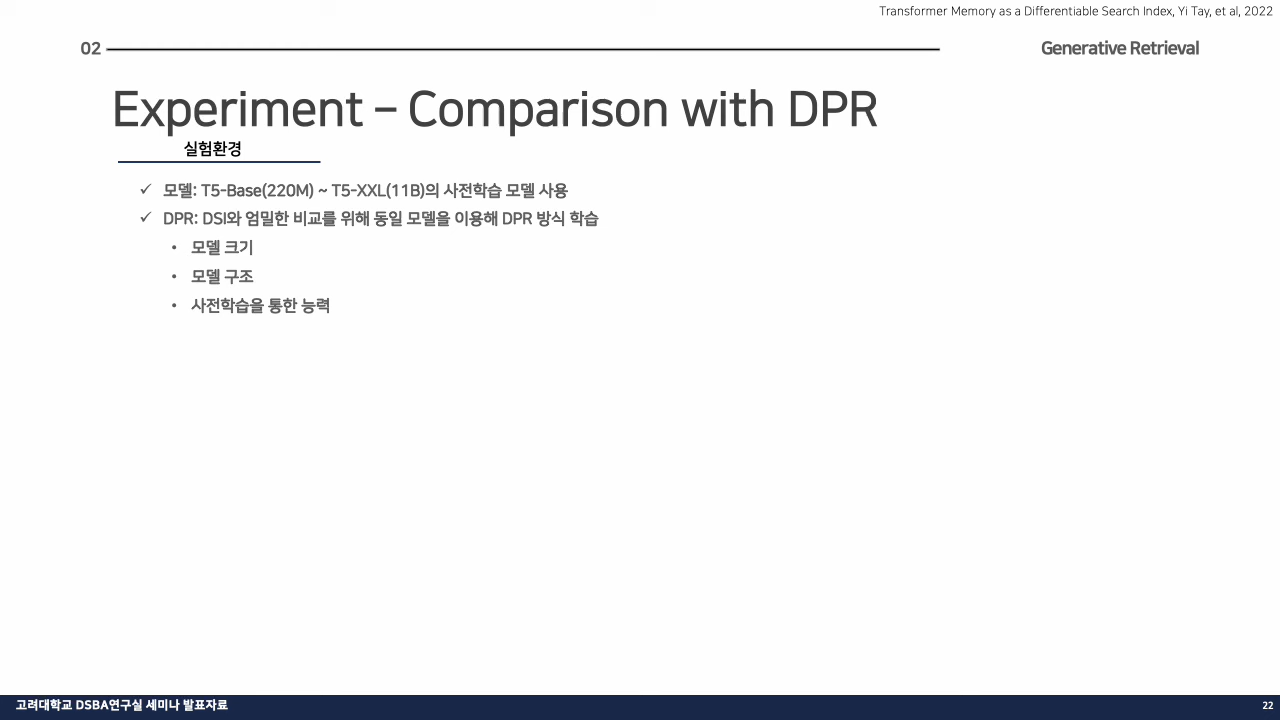 Transformer Memory as a Differentiable Search Index, Yi Tay, et al, 2022
02
Generative Retrieval
Experiment – Comparison with DPR
실험환경
✓ 모델: T5-Base(220M) ~ T5-XXL(11B)의 사전학습 모델 사용
✓ DPR: DSI와 엄밀한 비교를 위해 동일 모델을 이용해 DPR 방식 학습
• 모델 크기
• 모델 구조
• 사전학습을 통한 능력
고려대학교 DSBA연구실 세미나 발표자료
22